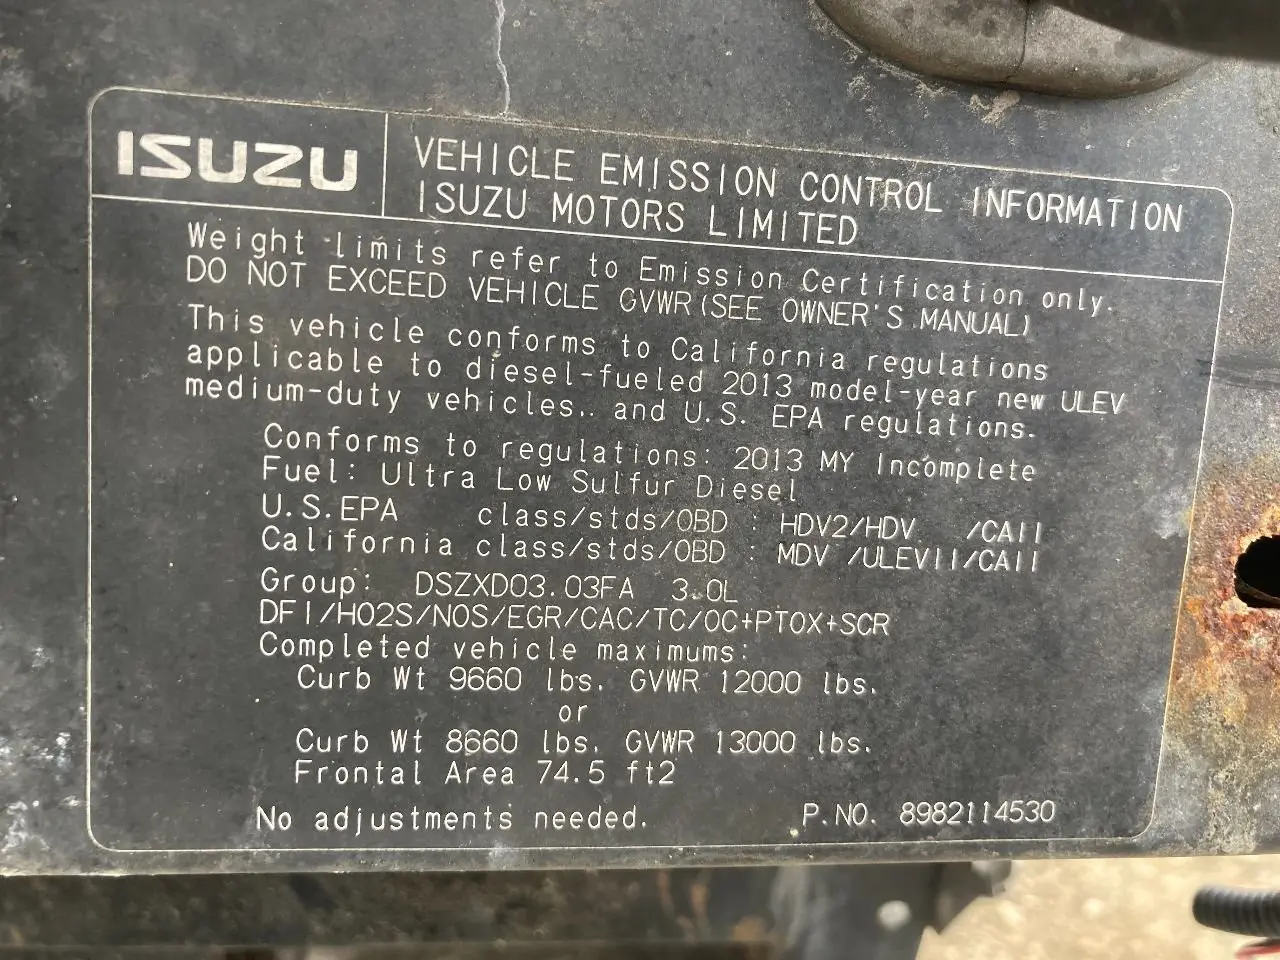 ISUZU
VEHICLE EMISSION CONTROL INFORMATION
ISUZU MOTORS LIMITED
Weight limits refer to Emission Certification only.
DO NOT EXCEED VEHICLE GVWR(SEE OWNER'S MANUAL)
This vehicle conforms to California regulations
applicable to diesel-fueled 2013 model-year new ULEV
medium-duty vehicles.. and U.S. EPA regulations.
Conforms to regulations: 2013 MY Incomplete
Fuel: Ultra Low Sulfur Diesel
U.S.EPA class/stds/OBD : HDV2/HDV /CAII
California class/stds/OBD : MDV /ULEVII/CAII
Group: DSZXD03.03FA 3.0L
DFI/HO2S/NOS/EGR/CAC/TC/OC+PTOX+SCR
Completed vehicle maximums:
Curb Wt 9660 lbs. GVWR 12000 lbs.
or
Curb Wt 8660 lbs. GVWR 13000 lbs.
Frontal Area 74.5 ft2
No adjustments needed. P.NO. 8982114530